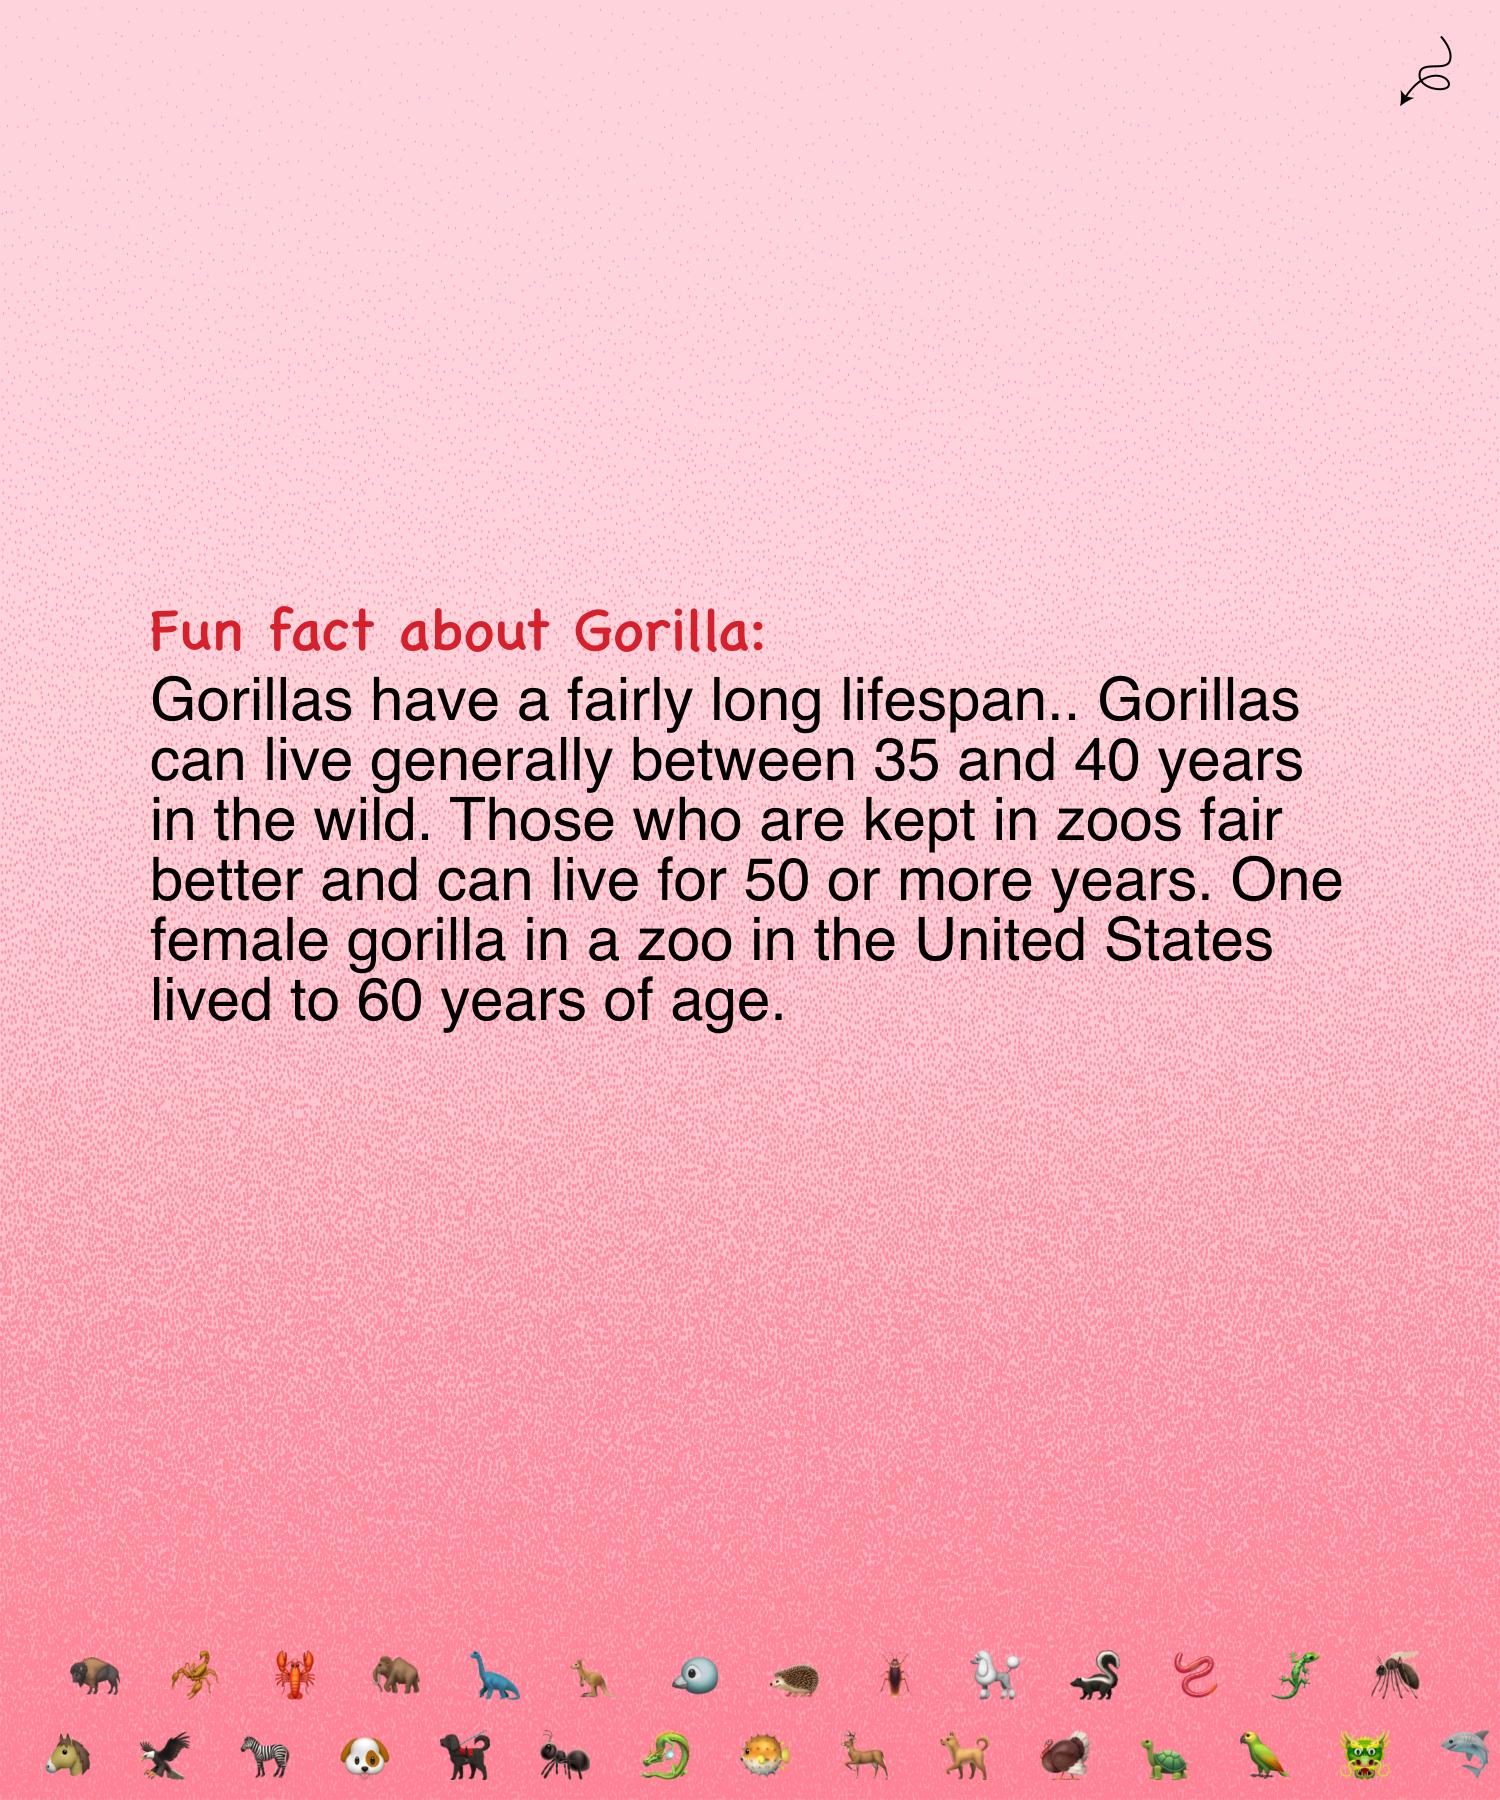 Fun fact about Gorilla:
Gorillas have a fairly long lifespan.. Gorillas
can live generally between 35 and 40 years
in the wild. Those who are kept in zoos fair
better and can live for 50 or more years. One
female gorilla in a zoo in the United States
lived to 60 years of age.